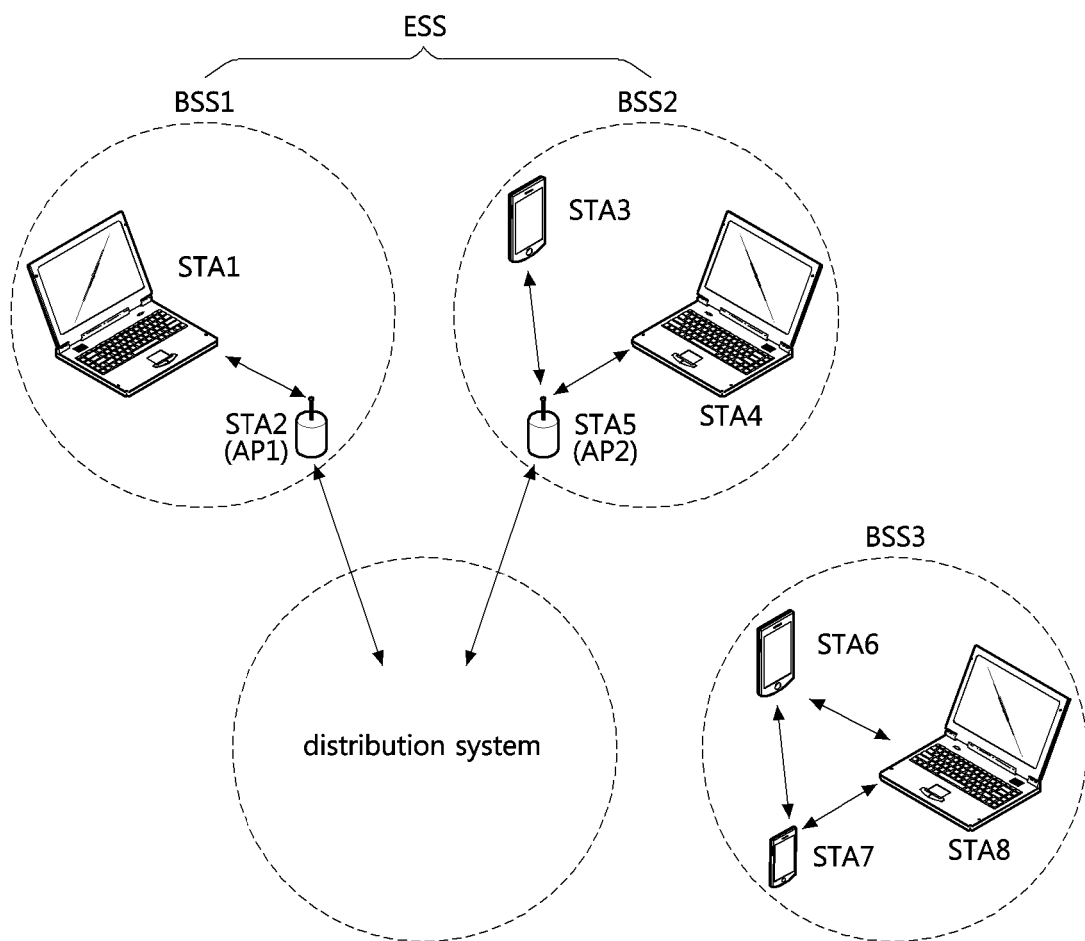 ESS
BSS1
BSS2
STA3
STA1
STA4
STA2
(AP1)
STA5
(AP2)
BSS3
STA6
distribution system
STA7
STA8